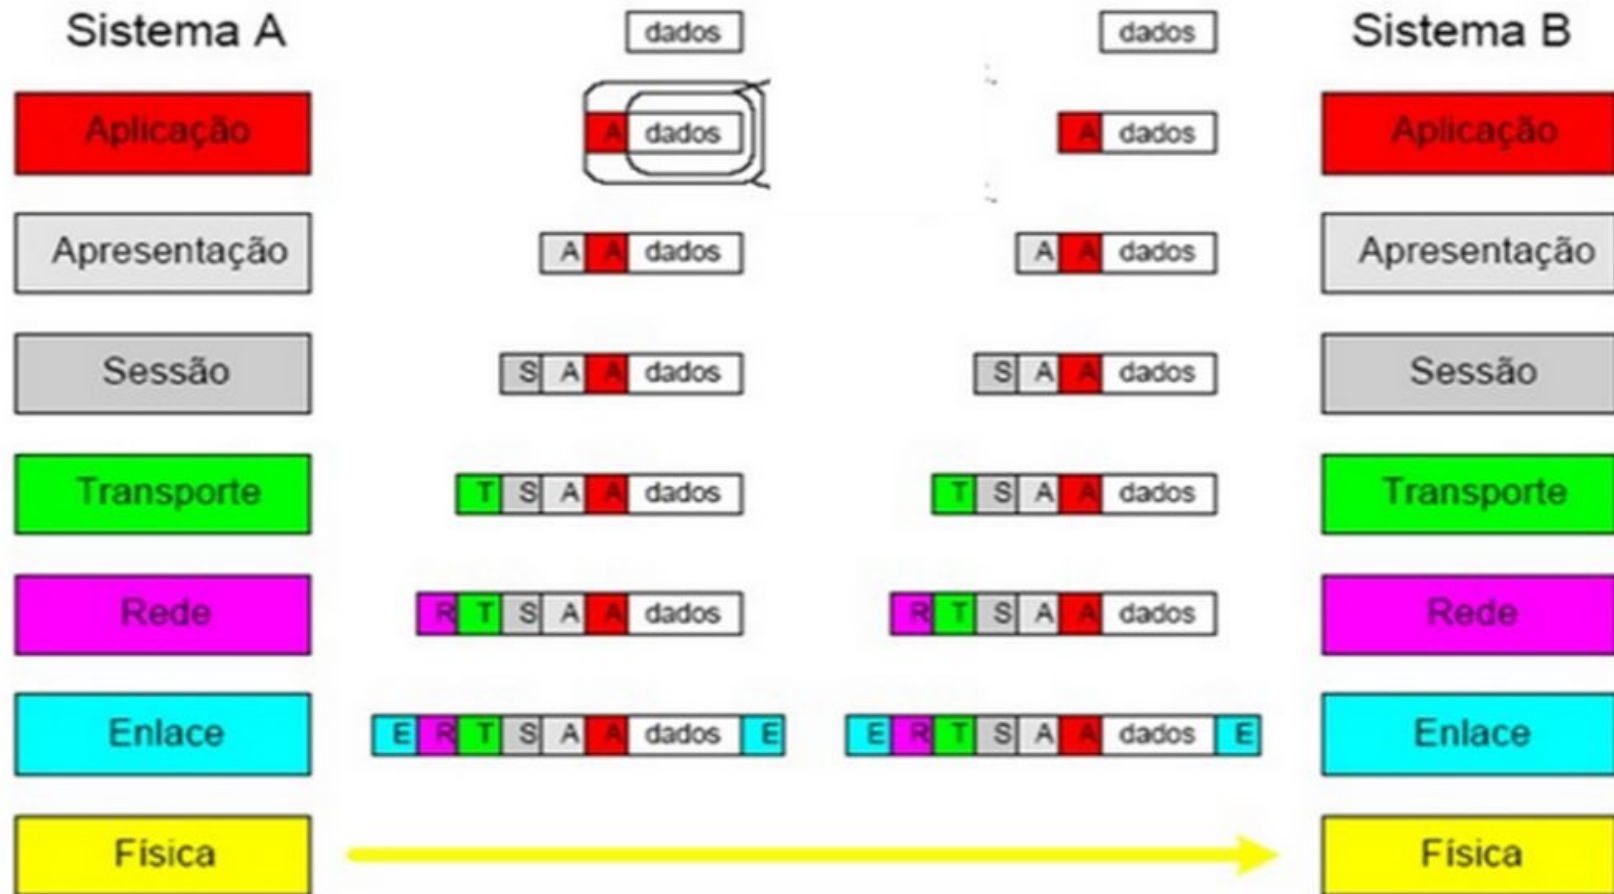 Sistema A dados dados Sistema B
Aplicação A dados A dados Aplicação
Apresentação A A dados A A dados Apresentação
Sessão S A A dados S A A dados Sessão
Transporte T S A A dados T S A A dados Transporte
Rede R T S A A dados R T S A A dados Rede
Enlace E R T S A A dados E E R T S A A dados E Enlace
Física Física